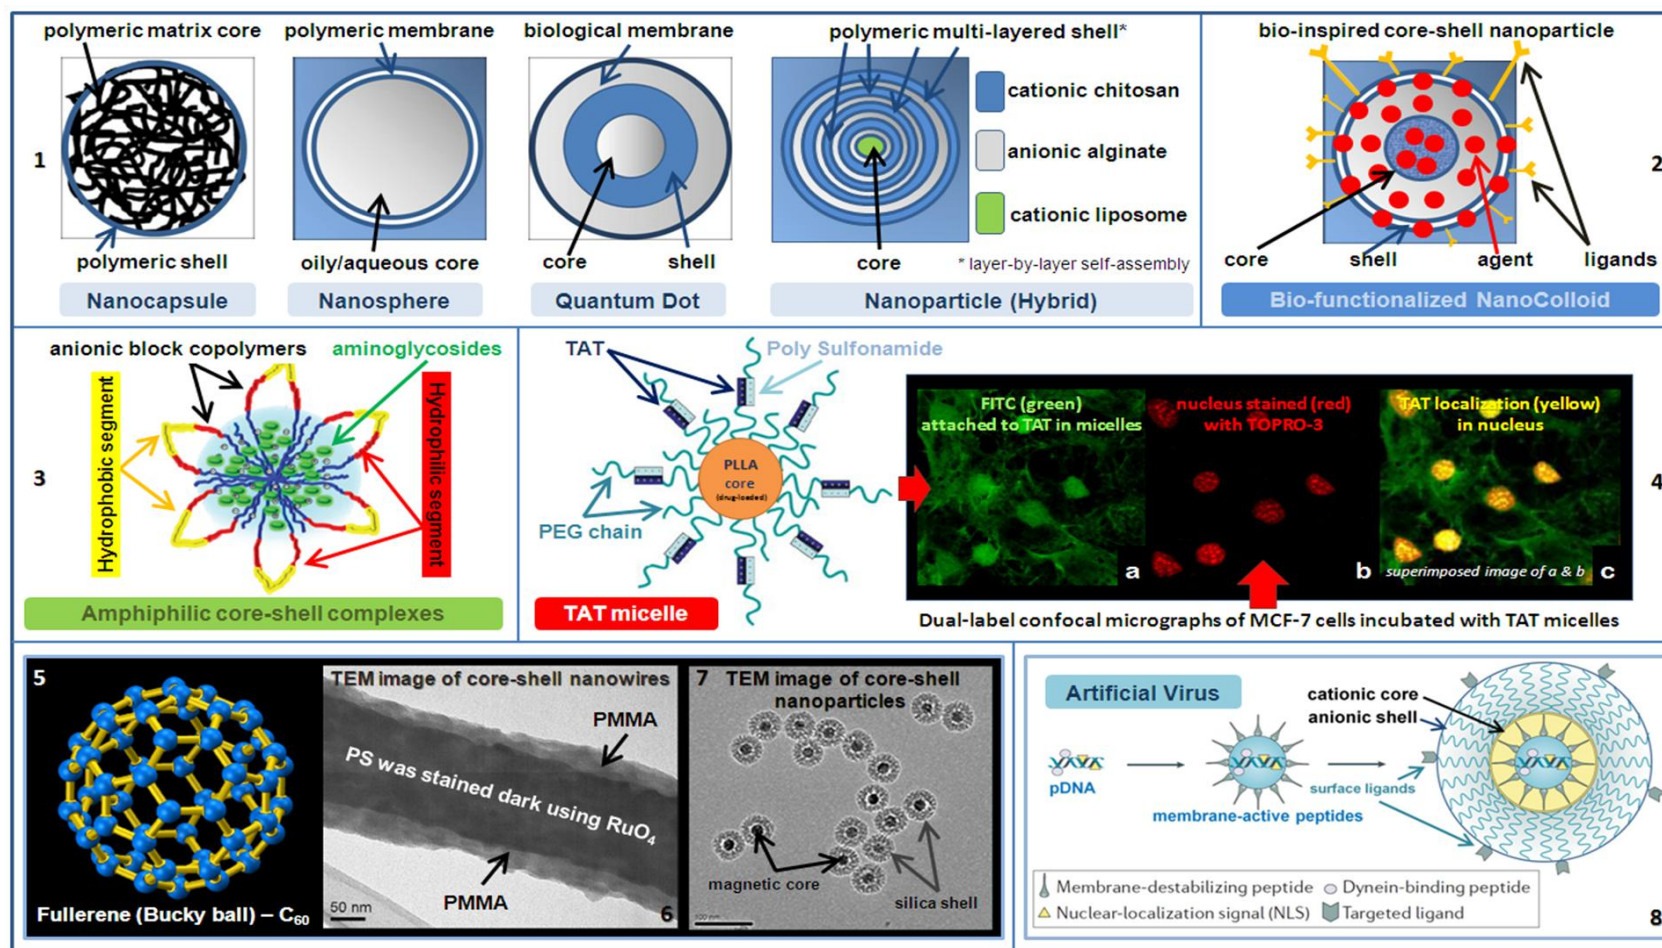 polymeric matrix core
polymeric membrane
biological membrane
polymeric multi-layered shell*
cationic chitosan
anionic alginate
cationic liposome
1
polymeric shell
oily/aqueous core
core
shell
core
* layer-by-layer self-assembly
Nanocapsule
Nanosphere
Quantum Dot
Nanoparticle (Hybrid)
bio-inspired core-shell nanoparticle
2
core
shell
agent
ligands
Bio-functionalized NanoColloid
anionic block copolymers
aminoglycosides
Hydrophobic segment
Hydrophilic segment
3
Amphiphilic core-shell complexes
TAT
Poly Sulfonamide
PLLA
core
(drug-loaded)
PEG chain
TAT micelle
FITC (green)
attached to TAT in micelles
a
nucleus stained (red)
with TOPRO-3
b
TAT localization (yellow)
in nucleus
superimposed image of a & b
c
4
Dual-label confocal micrographs of MCF-7 cells incubated with TAT micelles
5
Fullerene (Bucky ball) – C60
TEM image of core-shell nanowires
PMMA
PS was stained dark using RuO4
PMMA
50 nm
6
7
TEM image of core-shell
nanoparticles
magnetic core
silica shell
100 nm
Artificial Virus
cationic core
anionic shell
pDNA
surface ligands
membrane-active peptides
Membrane-destabilizing peptide
Dynein-binding peptide
Nuclear-localization signal (NLS)
Targeted ligand
8